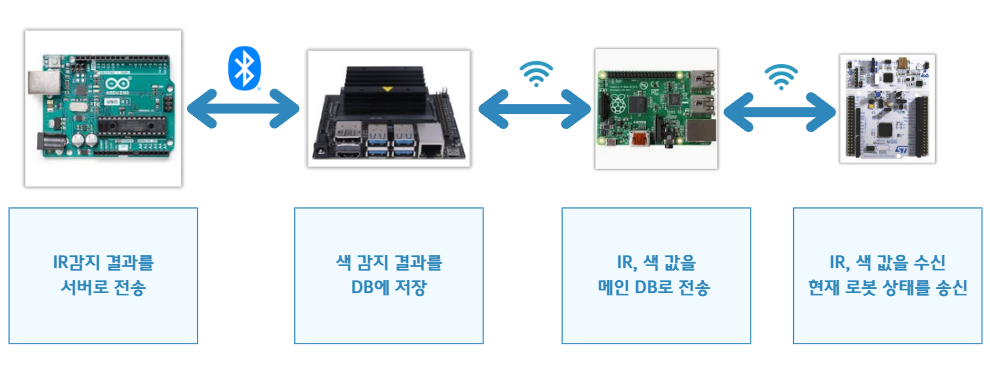 ARDUINO
UNO
IR감지 결과를
서버로 전송
색 감지 결과를
DB에 저장
IR, 색 값을
메인 DB로 전송
IR, 색 값을 수신
현재 로봇 상태를 송신